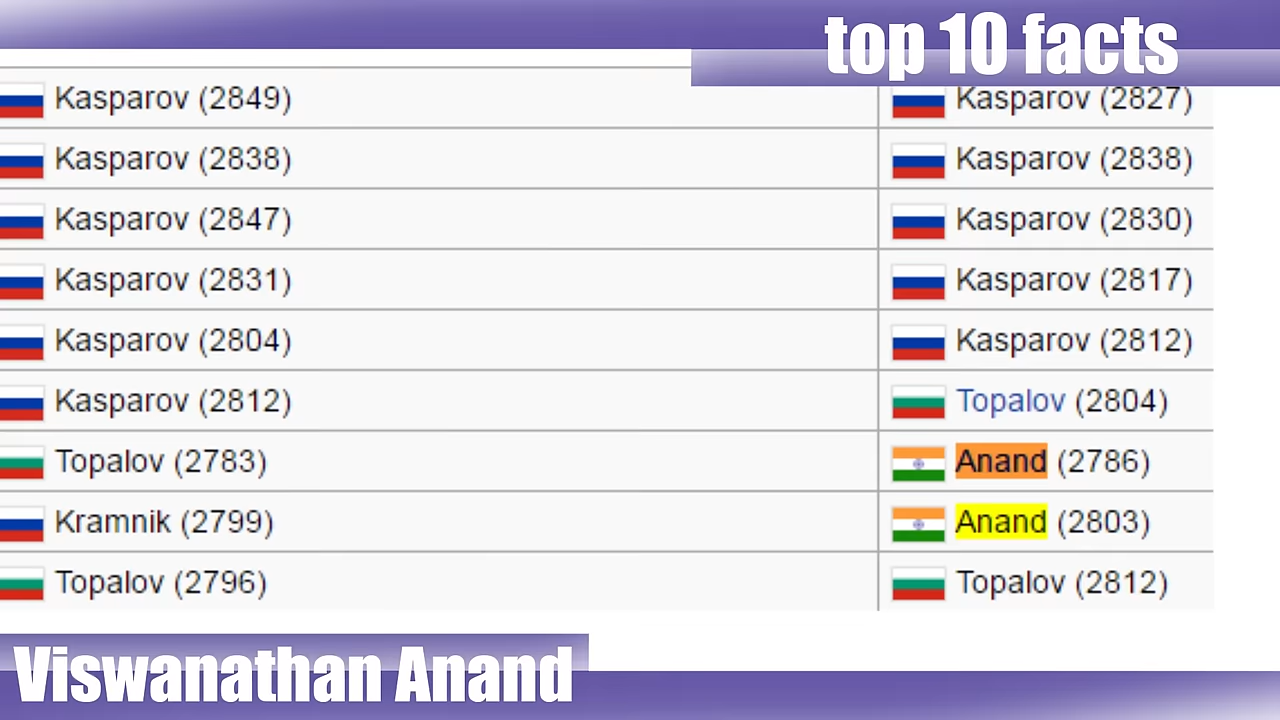 top 10 facts
Kasparov (2849) Kasparov (2827)
Kasparov (2838) Kasparov (2838)
Kasparov (2847) Kasparov (2830)
Kasparov (2831) Kasparov (2817)
Kasparov (2804) Kasparov (2812)
Kasparov (2812) Topalov (2804)
Topalov (2783) Anand (2786)
Kramnik (2799) Anand (2803)
Topalov (2796) Topalov (2812)
Viswanathan Anand